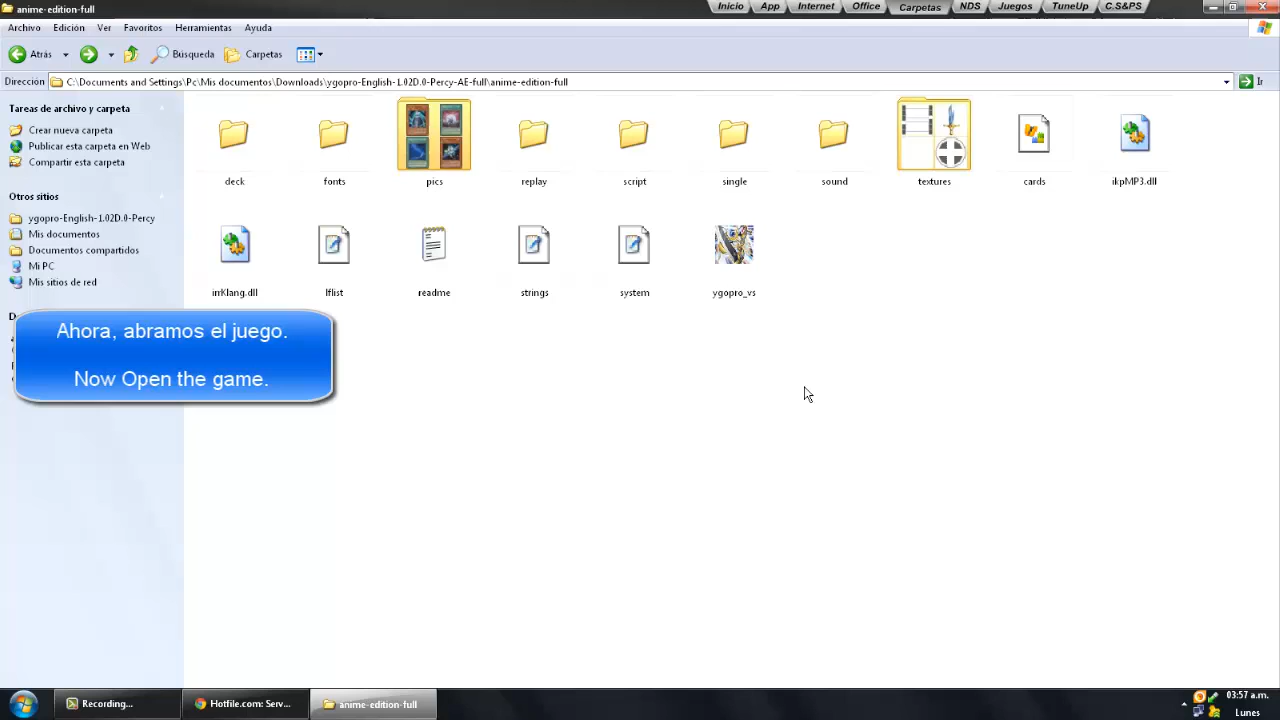 anime-edition-full
Inicio App Internet Office Carpetas NDS Juegos TuneUp C.S&PS
Archivo Edición Ver Favoritos Herramientas Ayuda
Atrás Búsqueda Carpetas
Dirección C:\Documents and Settings\Pc\Mis documentos\Downloads\ygopro-English-1.02D.0-Percy-AE-full\anime-edition-full Ir
Tareas de archivo y carpeta
Crear nueva carpeta
Publicar esta carpeta en Web
Compartir esta carpeta
Otros sitios
ygopro-English-1.02D.0-Percy
Mis documentos
Documentos compartidos
Mi PC
Mis sitios de red
deck fonts pics replay script single sound textures cards ikpMP3.dll
irrKlang.dll lflist readme strings system ygopro_vs
Ahora, abramos el juego.
Now Open the game.
Recording... Hotfile.com: Serv... anime-edition-full
03:57 a.m.
Lunes